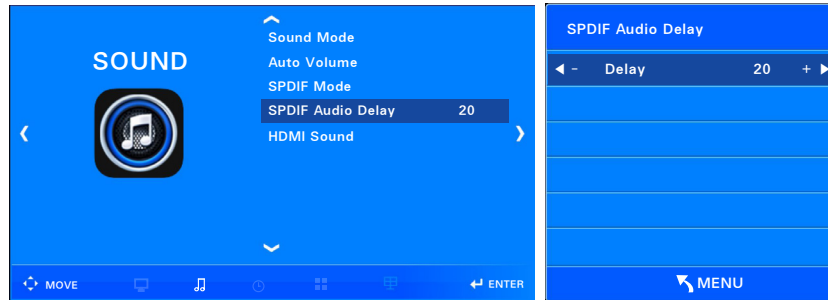 SOUND
Sound Mode
Auto Volume
SPDIF Mode
SPDIF Audio Delay 20
HDMI Sound
MOVE
ENTER
SPDIF Audio Delay
- Delay 20 +
MENU